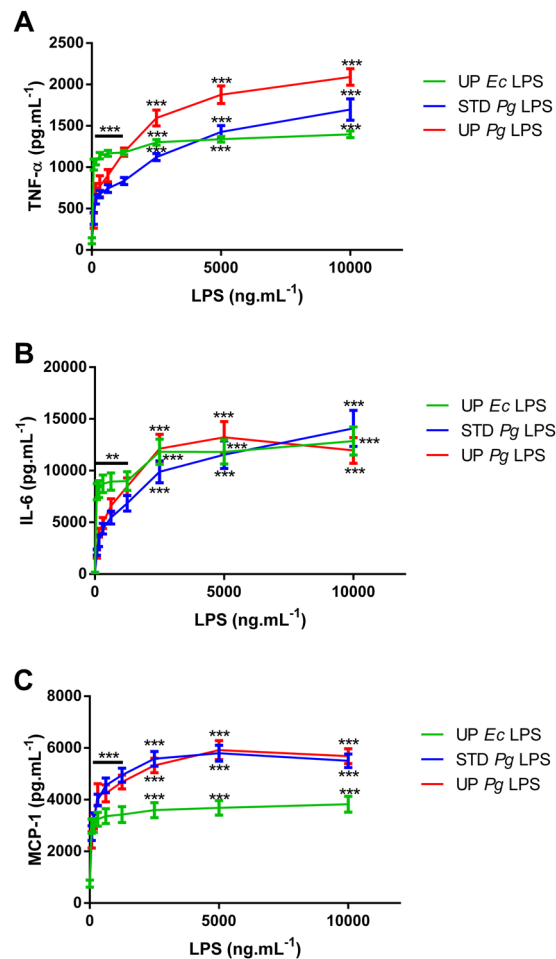 A
2500
2000
1500
1000
500
0
0 5000 10000
TNF-α (pg.mL⁻¹)
LPS (ng.mL⁻¹)
*** *** *** ***
*** *** ***
*** ***
UP Ec LPS
STD Pg LPS
UP Pg LPS
B
20000
15000
10000
5000
0
0 5000 10000
IL-6 (pg.mL⁻¹)
LPS (ng.mL⁻¹)
** *** *** ***
*** *** ***
*** *** ***
UP Ec LPS
STD Pg LPS
UP Pg LPS
C
8000
6000
4000
2000
0
0 5000 10000
MCP-1 (pg.mL⁻¹)
LPS (ng.mL⁻¹)
*** *** *** ***
*** *** ***
*** *** ***
UP Ec LPS
STD Pg LPS
UP Pg LPS